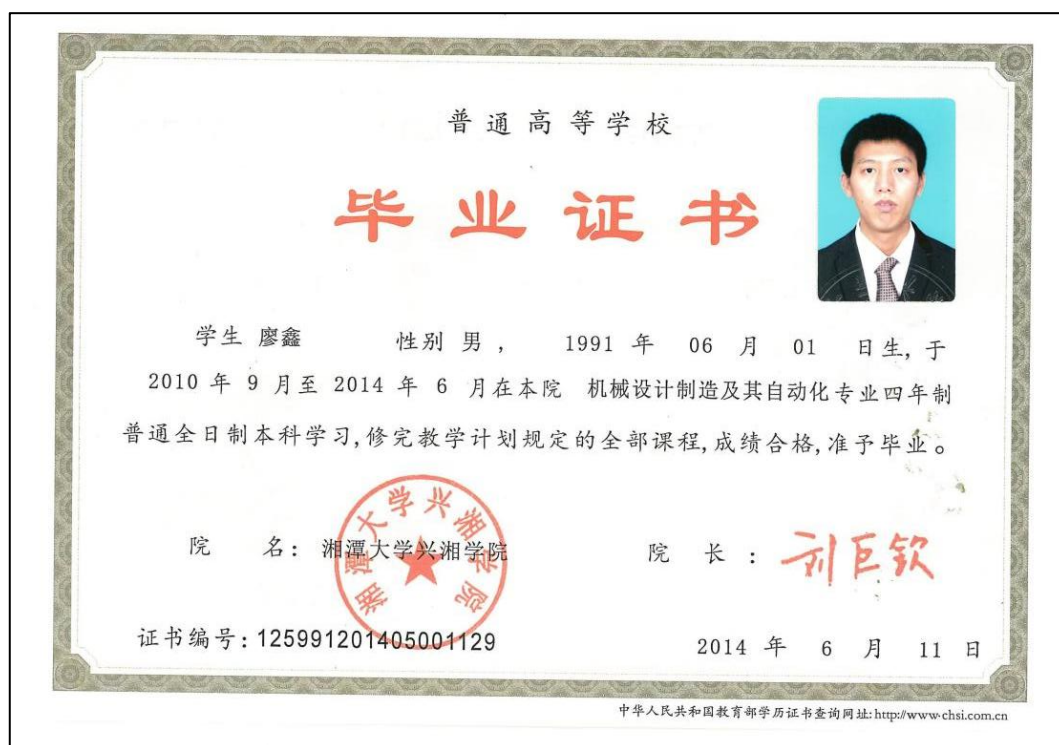 普通高等学校
毕业证书
学生 廖鑫 性别 男 , 1991 年 06 月 01 日生, 于
2010 年 9 月至 2014 年 6 月在本院 机械设计制造及其自动化 专业四年制
普通全日制本科学习,修完教学计划规定的全部课程,成绩合格,准予毕业。
院 名: 湘潭大学兴湘学院
湘潭大学兴湘学院
院 长 : 刘巨钦
证书编号: 125991201405001129
2014 年 6 月 11 日
中华人民共和国教育部学历证书查询网址:http://www·chsi.com.cn